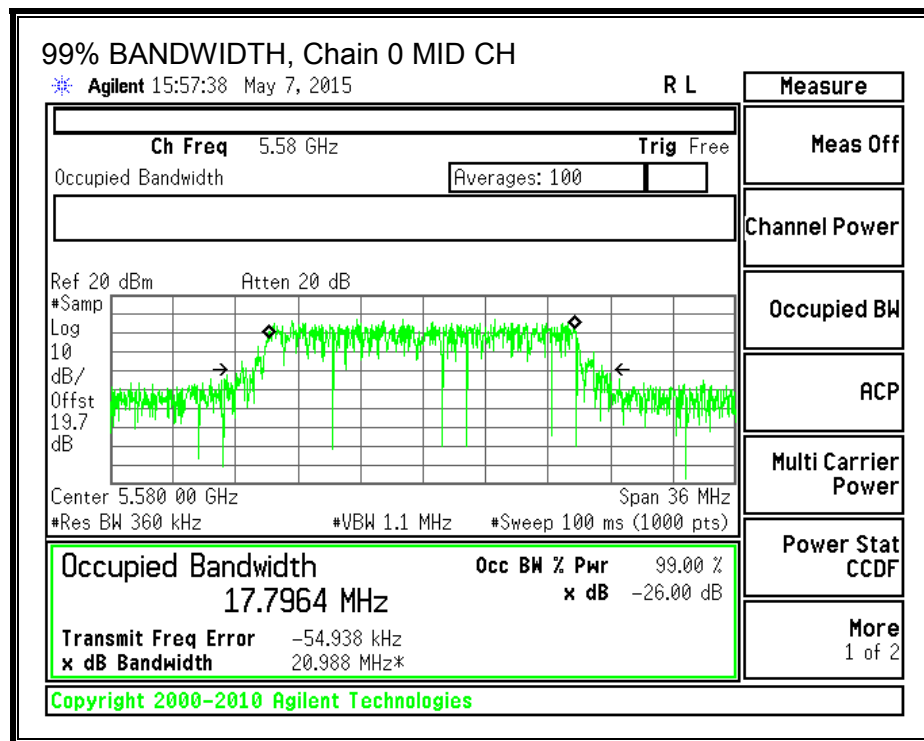 99% BANDWIDTH, Chain 0 MID CH
Agilent 15:57:38 May 7, 2015 R L
Measure
Ch Freq 5.58 GHz Trig Free
Meas Off
Occupied Bandwidth Averages: 100
Channel Power
Ref 20 dBm Atten 20 dB
#Samp
Log
10
dB/
Offst
19.7
dB
Occupied BW
ACP
Multi Carrier
Power
Center 5.580 00 GHz Span 36 MHz
#Res BW 360 kHz #VBW 1.1 MHz #Sweep 100 ms (1000 pts)
Power Stat
CCDF
Occupied Bandwidth Occ BW % Pwr 99.00 %
17.7964 MHz x dB -26.00 dB
Transmit Freq Error -54.938 kHz
x dB Bandwidth 20.988 MHz*
More
1 of 2
Copyright 2000-2010 Agilent Technologies